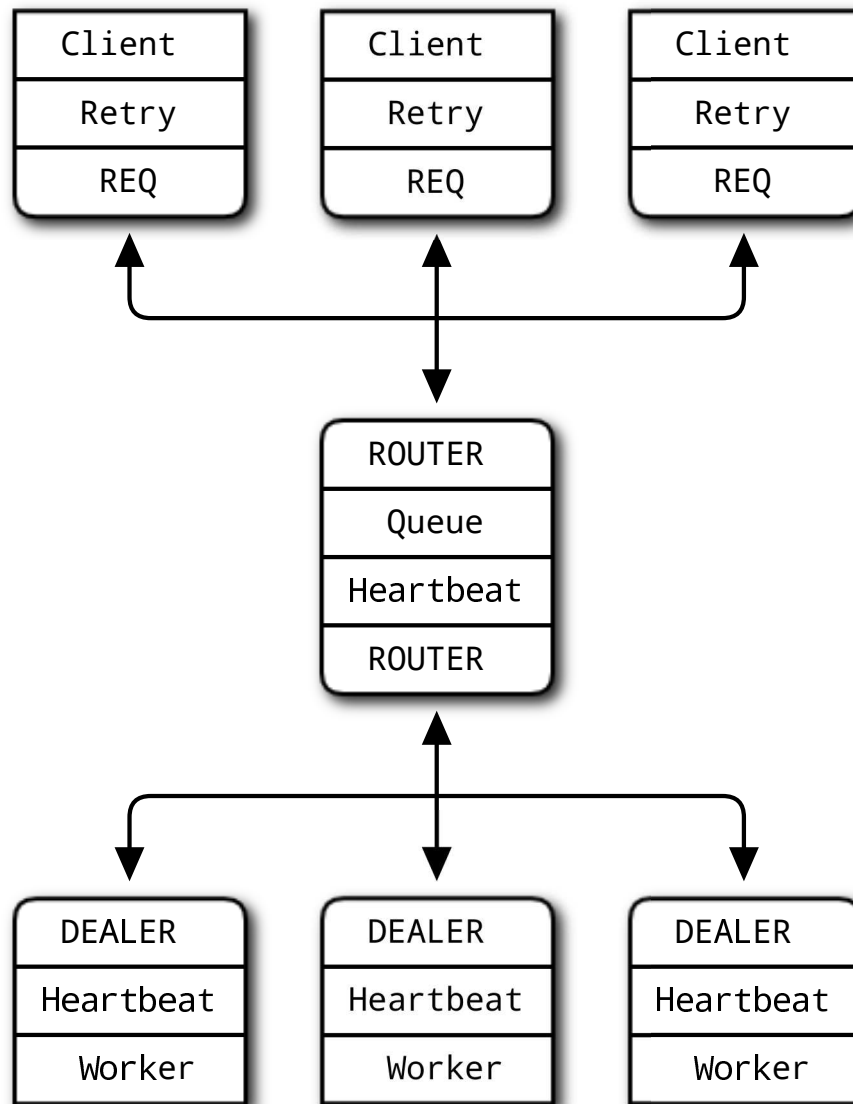 Client Client Client
Retry Retry Retry
REQ REQ REQ
ROUTER
Queue
Heartbeat
ROUTER
DEALER DEALER DEALER
Heartbeat Heartbeat Heartbeat
Worker Worker Worker